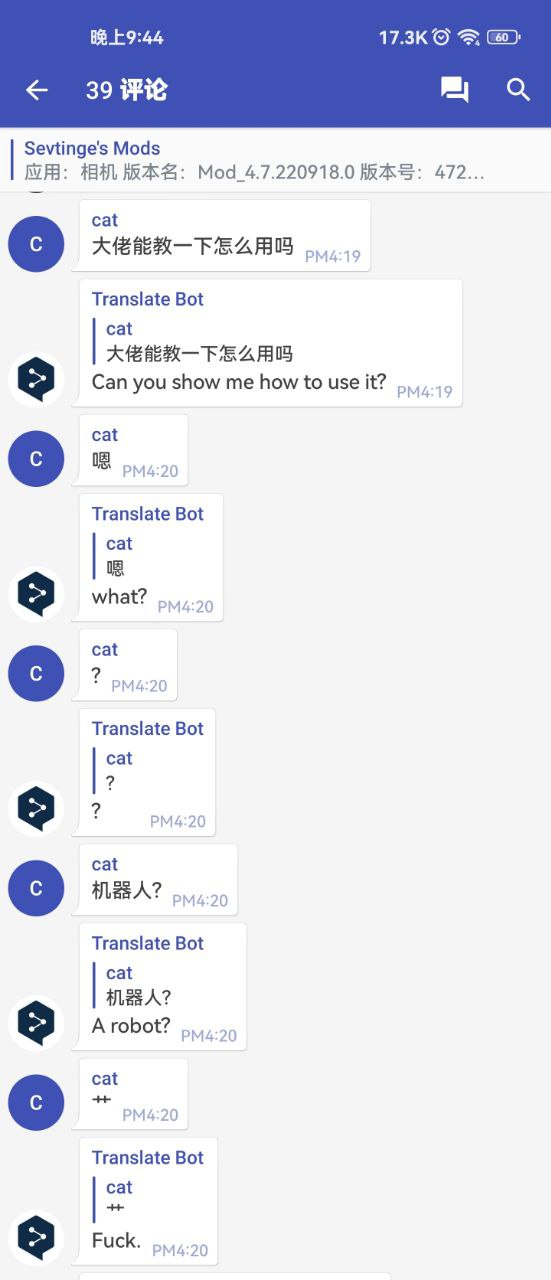 晚上9:44
17.3K
60
39 评论
Sevtinge's Mods
应用：相机 版本名：Mod_4.7.220918.0 版本号：472...
C
cat
大佬能教一下怎么用吗
PM4:19
Translate Bot
cat
大佬能教一下怎么用吗
Can you show me how to use it?
PM4:19
C
cat
嗯
PM4:20
Translate Bot
cat
嗯
what?
PM4:20
C
cat
?
PM4:20
Translate Bot
cat
?
?
PM4:20
C
cat
机器人?
PM4:20
Translate Bot
cat
机器人?
A robot?
PM4:20
C
cat
艹
PM4:20
Translate Bot
cat
艹
Fuck.
PM4:20